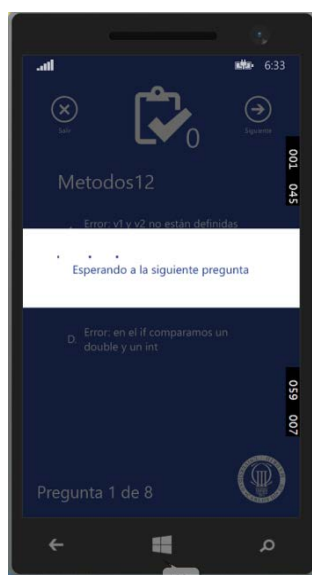 6:33
Salir
0
Siguiente
Metodos12
Error: v1 y v2 no están definidas
Esperando a la siguiente pregunta
D. Error: en el if comparamos un
double y un int
Pregunta 1 de 8
001 045
059 007